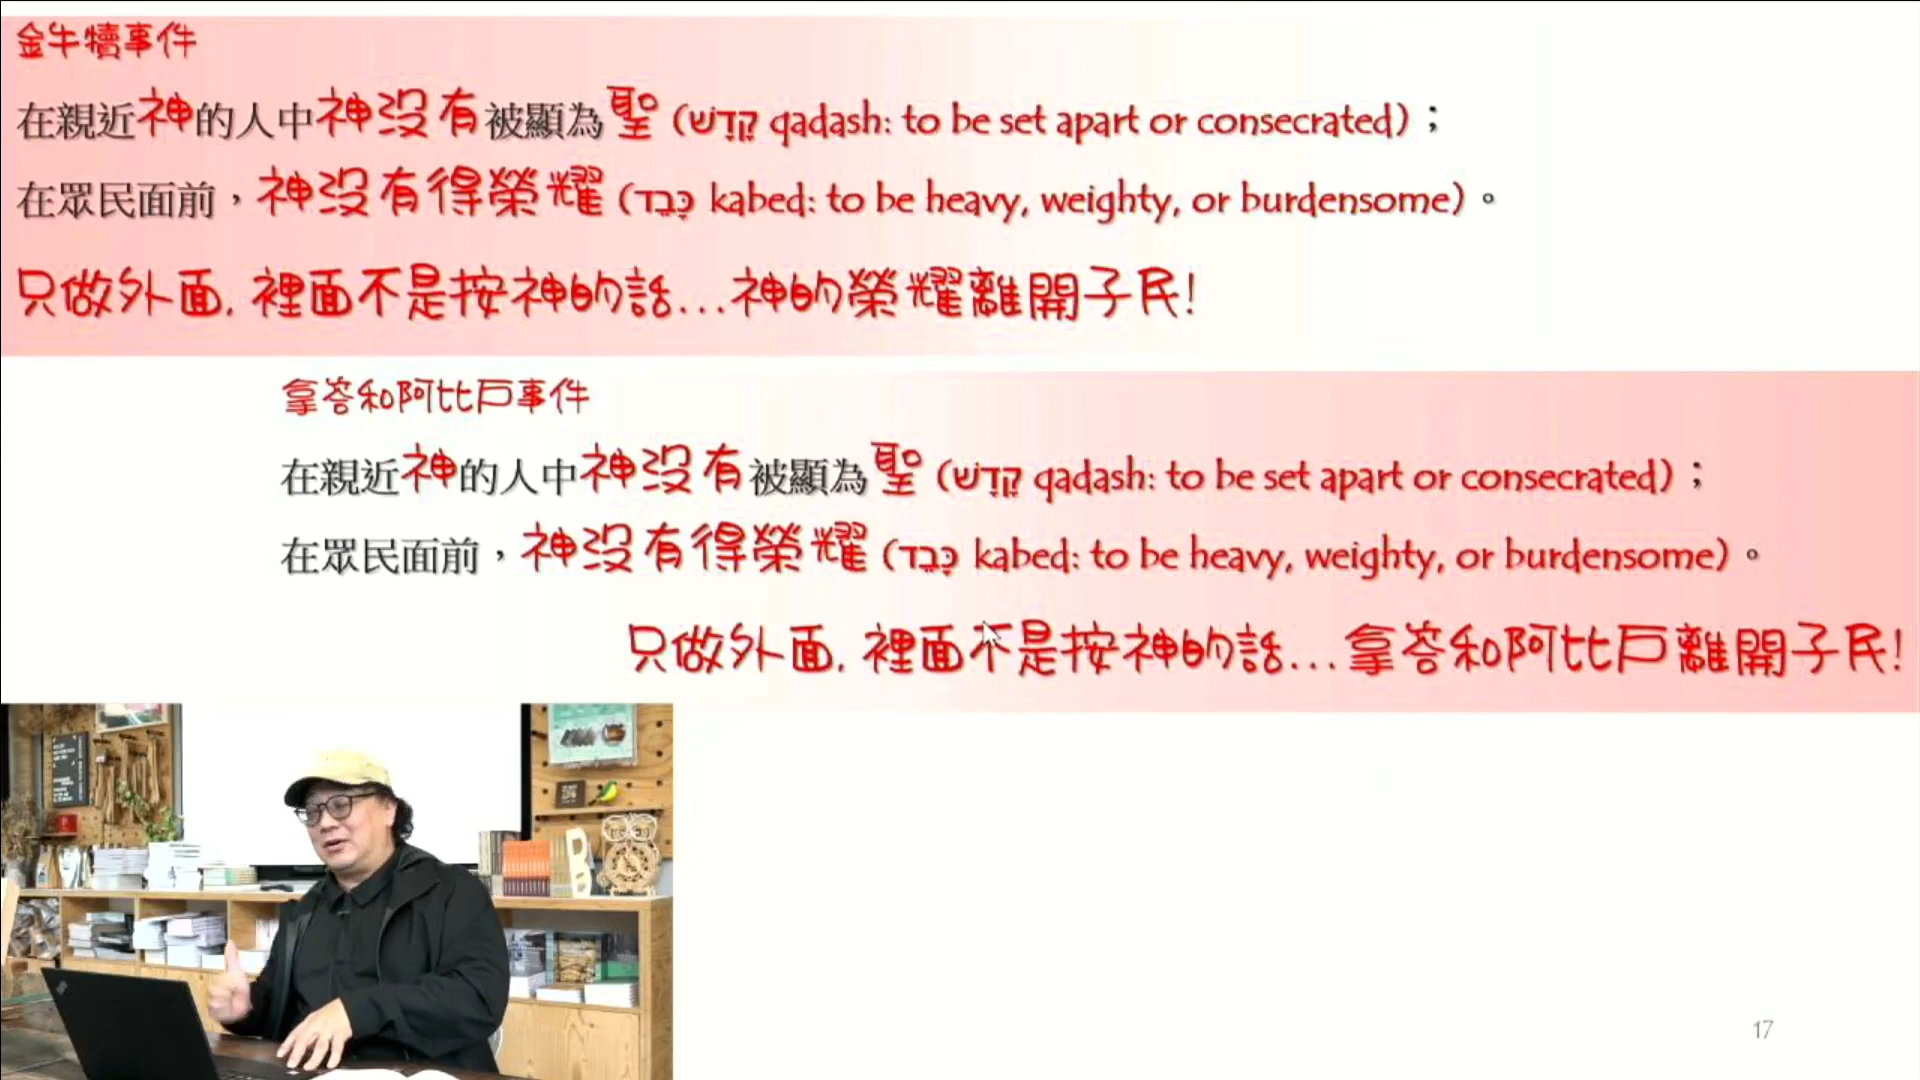 金牛犢事件
在親近神的人中神沒有被顯為聖 (קָדַשׁ qadash: to be set apart or consecrated)；
在眾民面前，神沒有得榮耀 (כָּבֵד kabed: to be heavy, weighty, or burdensome)。
只做外面, 裡面不是按神的話...神的榮耀離開子民!
拿答和阿比戶事件
在親近神的人中神沒有被顯為聖 (קָדַשׁ qadash: to be set apart or consecrated)；
在眾民面前，神沒有得榮耀 (כָּבֵד kabed: to be heavy, weighty, or burdensome)。
只做外面, 裡面不是按神的話...拿答和阿比戶離開子民!
17